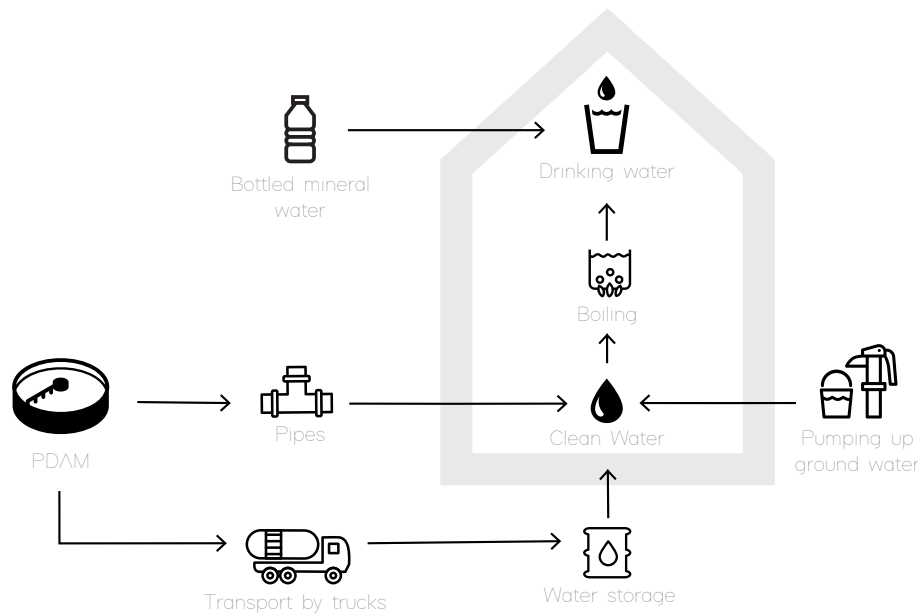 Drinking water
Bottled mineral
water
Boiling
Pipes
Clean Water
Pumping up
ground water
PDAM
Transport by trucks
Water storage